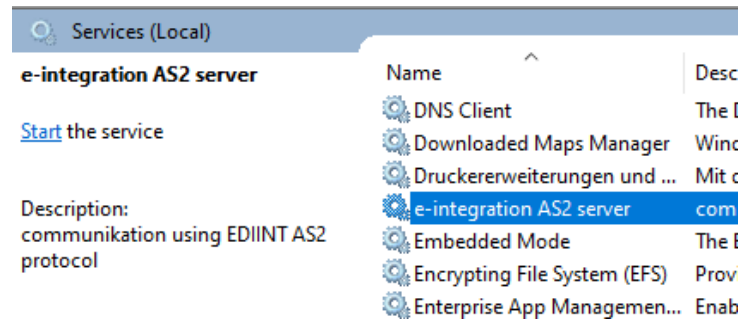 Services (Local)
e-integration AS2 server
Start the service
Description:
communikation using EDIINT AS2
protocol
Name Desc
DNS Client The
Downloaded Maps Manager Wind
Druckererweiterungen und ... Mit
e-integration AS2 server com
Embedded Mode The
Encrypting File System (EFS) Provi
Enterprise App Managemen... Enab